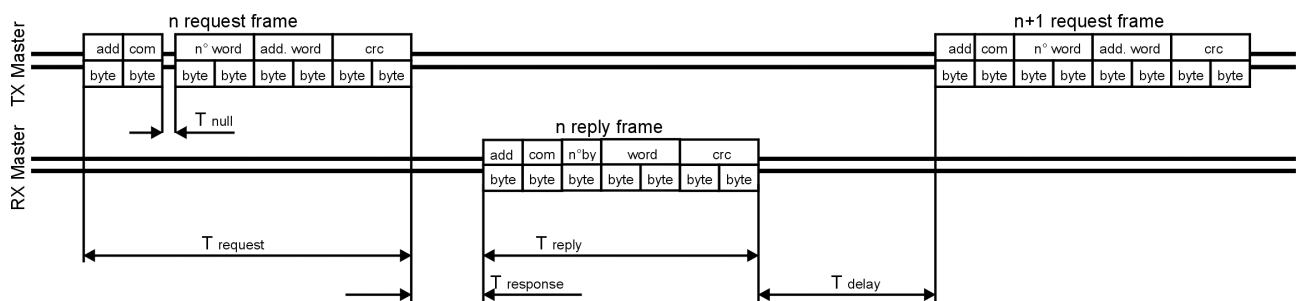 n request frame
n+1 request frame
TX Master
add com n° word add. word crc
add com n° word add. word crc
byte byte byte byte byte byte byte byte
byte byte byte byte byte byte byte byte
T null
n reply frame
RX Master
add com n°by word crc
byte byte byte byte byte byte byte
T request
T reply
T response
T delay